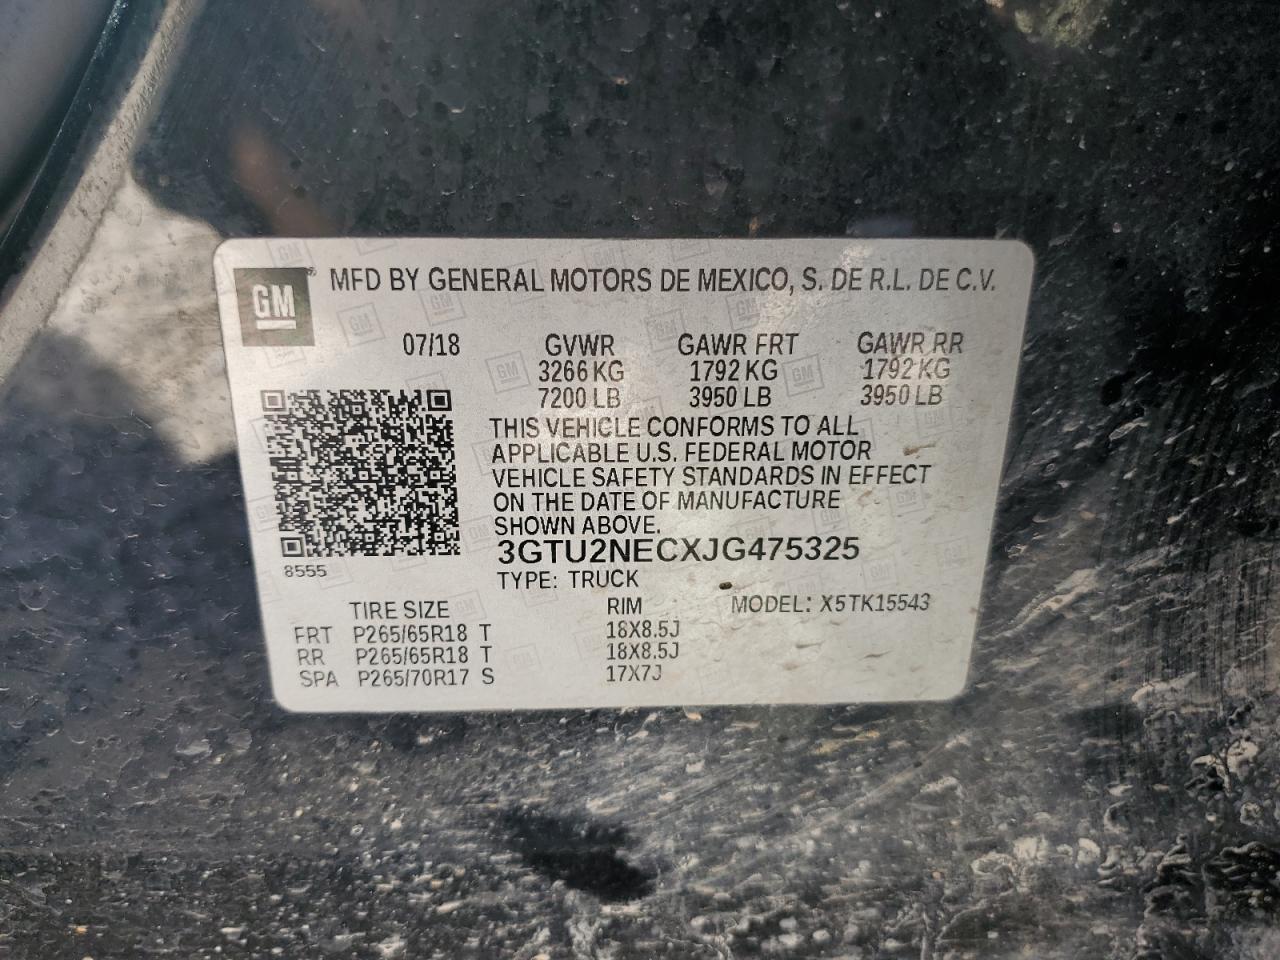 GM
MFD BY GENERAL MOTORS DE MEXICO, S. DE R.L. DE C.V.
07/18 GVWR GAWR FRT GAWR RR
3266 KG 1792 KG 1792 KG
7200 LB 3950 LB 3950 LB
THIS VEHICLE CONFORMS TO ALL
APPLICABLE U.S. FEDERAL MOTOR
VEHICLE SAFETY STANDARDS IN EFFECT
ON THE DATE OF MANUFACTURE
SHOWN ABOVE.
3GTU2NECXJG475325
8555
TYPE: TRUCK
TIRE SIZE RIM MODEL: X5TK15543
FRT P265/65R18 T 18X8.5J
RR P265/65R18 T 18X8.5J
SPA P265/70R17 S 17X7J